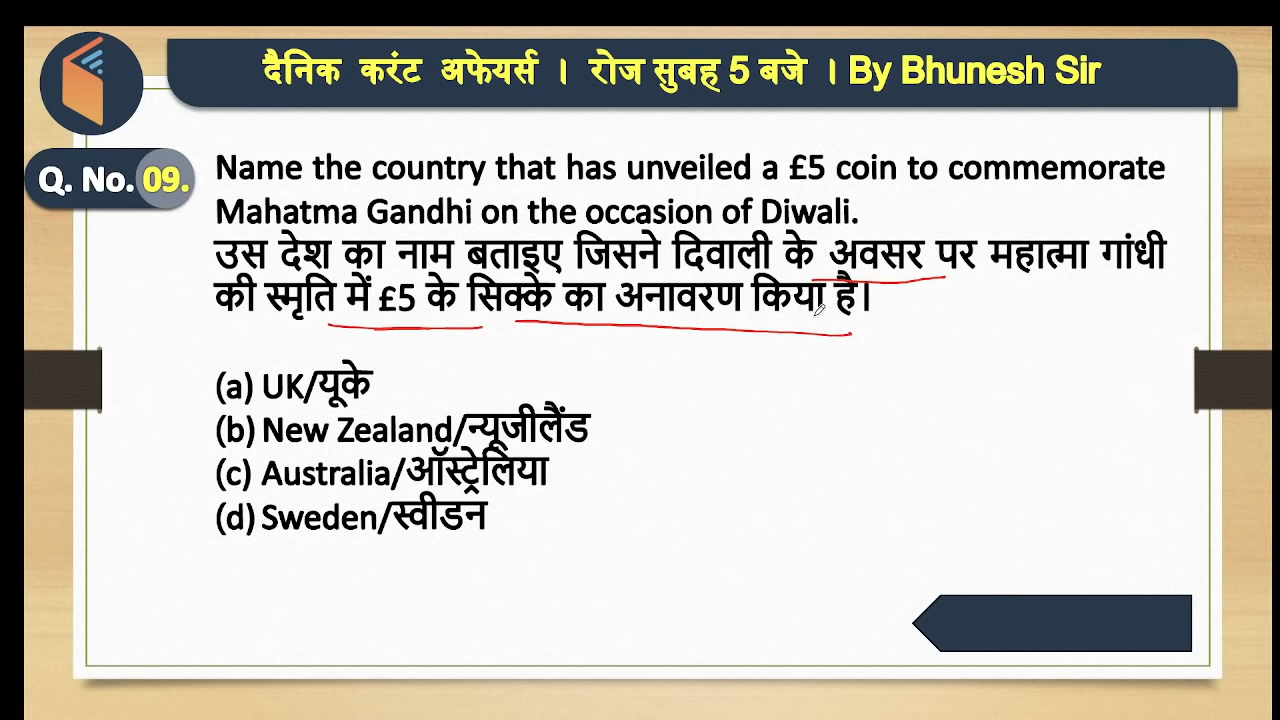 दैनिक करंट अफेयर्स । रोज सुबह 5 बजे । By Bhunesh Sir
Q. No. 09.
Name the country that has unveiled a £5 coin to commemorate
Mahatma Gandhi on the occasion of Diwali.
उस देश का नाम बताइए जिसने दिवाली के अवसर पर महात्मा गांधी
की स्मृति में £5 के सिक्के का अनावरण किया है।
(a) UK/यूके
(b) New Zealand/न्यूजीलैंड
(c) Australia/ऑस्ट्रेलिया
(d) Sweden/स्वीडन